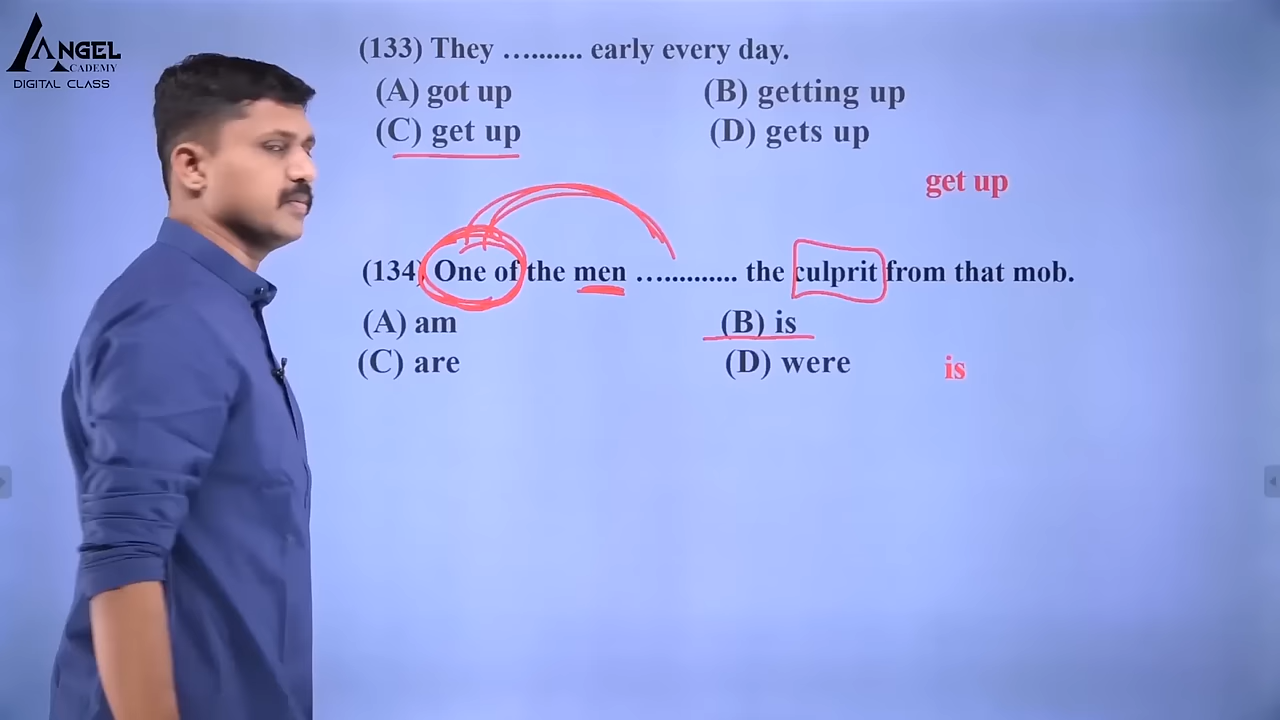 ANGEL
ACADEMY
DIGITAL CLASS
(133) They ........... early every day.
(A) got up (B) getting up
(C) get up (D) gets up
get up
(134) One of the men ............. the culprit from that mob.
(A) am (B) is
(C) are (D) were
is